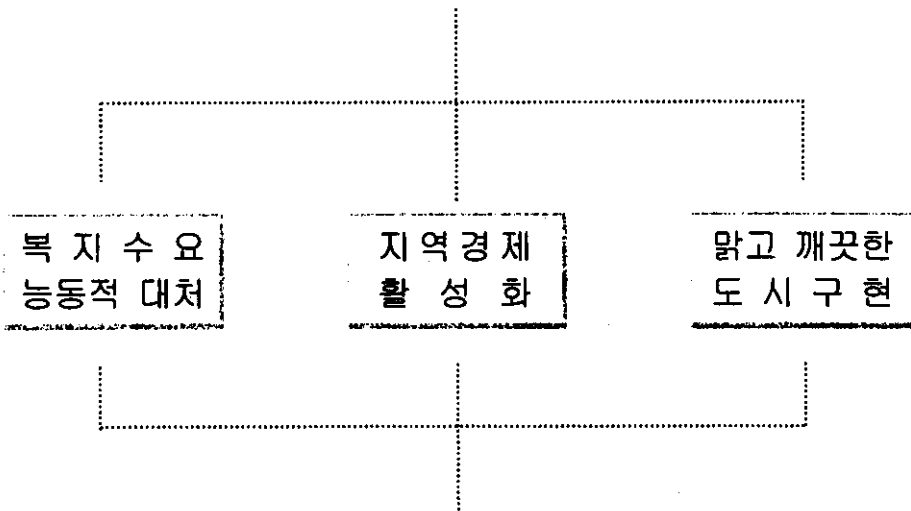 복 지 수 요
능동적 대처
지역경제
활 성 화
맑고 깨끗한
도 시 구 현